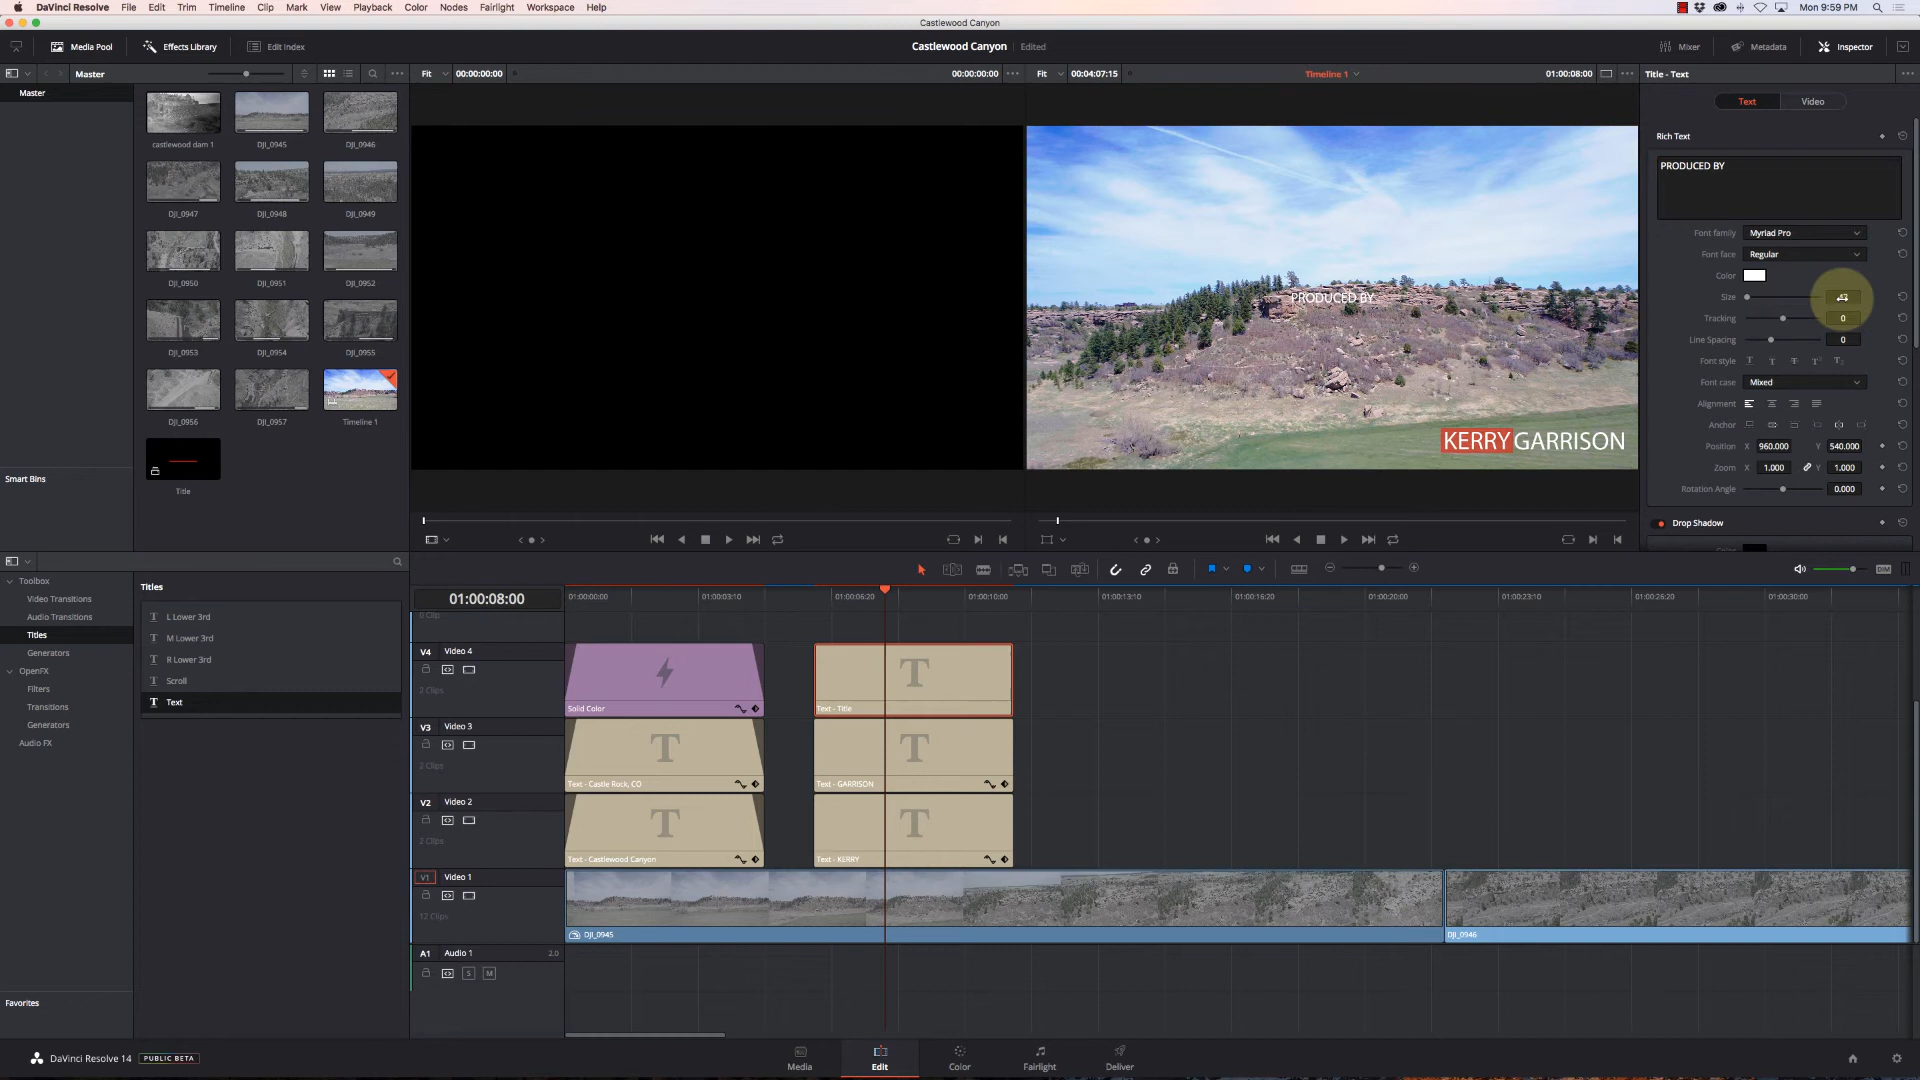 DaVinci Resolve File Edit Trim Timeline Clip Mark View Playback Color Nodes Fairlight Workspace Help Mon 9:59 PM
Castlewood Canyon
Media Pool Effects Library Edit Index Castlewood Canyon Edited Mixer Metadata Inspector
Master Fit 00:00:00:00 00:00:00:00 Fit 00:04:07:15 Timeline 1 01:00:08:00 Title - Text
Master
Text Video
castlewood dam 1 DJI_0945 DJI_0946
Rich Text
PRODUCED BY
DJI_0947 DJI_0948 DJI_0949
Font family Myriad Pro
Font face Regular
Color
DJI_0950 DJI_0951 DJI_0952
Size
PRODUCED BY
Tracking 0
Line Spacing 0
DJI_0953 DJI_0954 DJI_0955
Font style
Font case Mixed
Alignment
DJI_0956 DJI_0957 Timeline 1
Anchor
KERRY GARRISON
Position X 960.000 Y 540.000
Zoom X 1.000 Y 1.000
Smart Bins
Title
Rotation Angle 0.000
Drop Shadow
Color
DIM
Toolbox
Video Transitions
Audio Transitions
Titles
Generators
OpenFX
Filters
Transitions
Generators
Audio FX
Favorites
Titles
L Lower 3rd
M Lower 3rd
R Lower 3rd
Scroll
Text
01:00:08:00 01:00:00:00 01:00:03:10 01:00:06:20 01:00:10:00 01:00:13:10 01:00:16:20 01:00:20:00 01:00:23:10 01:00:26:20 01:00:30:00
0 Clip
V4 Video 4
2 Clips
Solid Color Text - Title
V3 Video 3
2 Clips
Text - Castle Rock, CO Text - GARRISON
V2 Video 2
2 Clips
Text - Castlewood Canyon Text - KERRY
V1 Video 1
12 Clips
DJI_0945 DJI_0946
A1 Audio 1 2.0
S M
DaVinci Resolve 14 PUBLIC BETA
Media Edit Color Fairlight Deliver